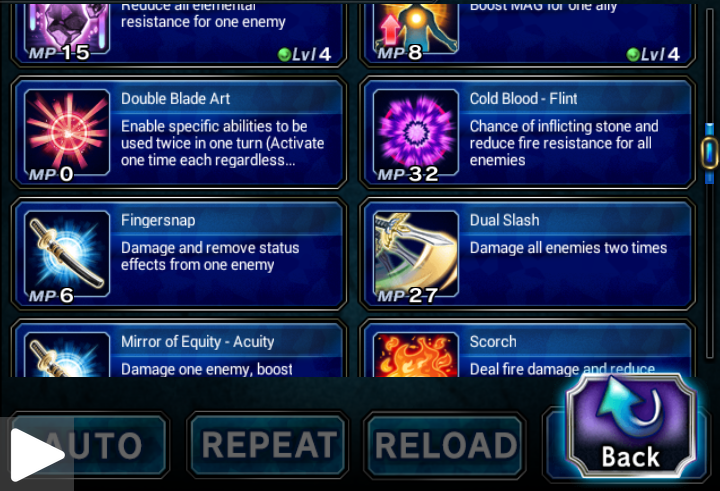 Reduce all elemental
resistance for one enemy
MP 15
Lvl 4
Boost MAG for one ally
MP 8
Lvl 4
Double Blade Art
Enable specific abilities to be
used twice in one turn (Activate
one time each regardless...
MP 0
Cold Blood - Flint
Chance of inflicting stone and
reduce fire resistance for all
enemies
MP 32
Fingersnap
Damage and remove status
effects from one enemy
MP 6
Dual Slash
Damage all enemies two times
MP 27
Mirror of Equity - Acuity
Damage one enemy, boost
Scorch
Deal fire damage and reduce
AUTO
REPEAT
RELOAD
Back